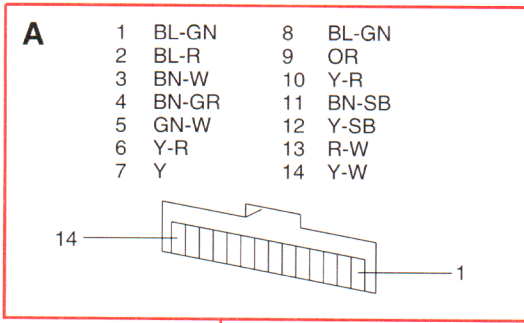 A
1 BL-GN 8 BL-GN
2 BL-R 9 OR
3 BN-W 10 Y-R
4 BN-GR 11 BN-SB
5 GN-W 12 Y-SB
6 Y-R 13 R-W
7 Y 14 Y-W
14
1